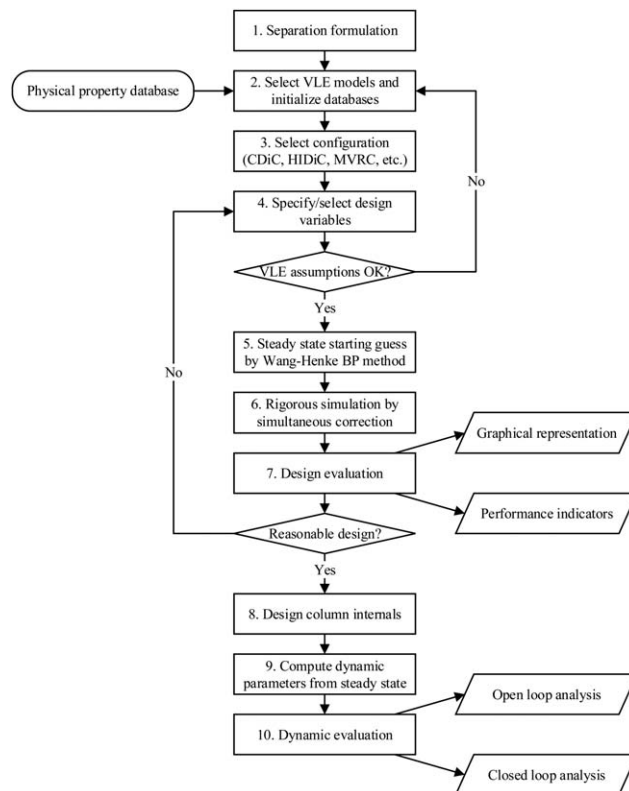 1. Separation formulation
Physical property database
2. Select VLE models and
initialize databases
3. Select configuration
(CDiC, HIDiC, MVRC, etc.)
No
4. Specify/select design
variables
VLE assumptions OK?
Yes
5. Steady state starting guess
by Wang-Henke BP method
No
6. Rigorous simulation by
simultaneous correction
Graphical representation
7. Design evaluation
Performance indicators
Reasonable design?
Yes
8. Design column internals
9. Compute dynamic
parameters from steady state
Open loop analysis
10. Dynamic evaluation
Closed loop analysis